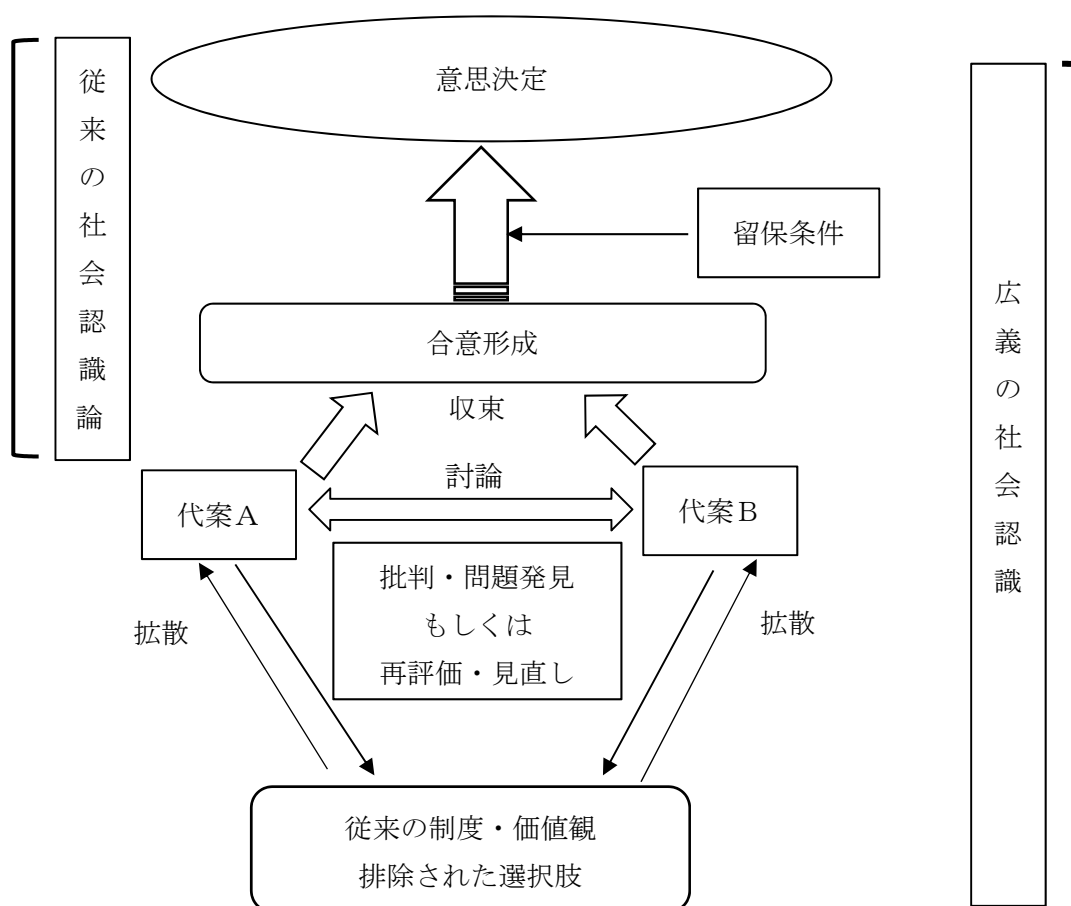 従来の社会認識論
意思決定
留保条件
合意形成
収束
討論
代案A
代案B
批判・問題発見
もしくは
再評価・見直し
拡散
拡散
従来の制度・価値観
排除された選択肢
広義の社会認識